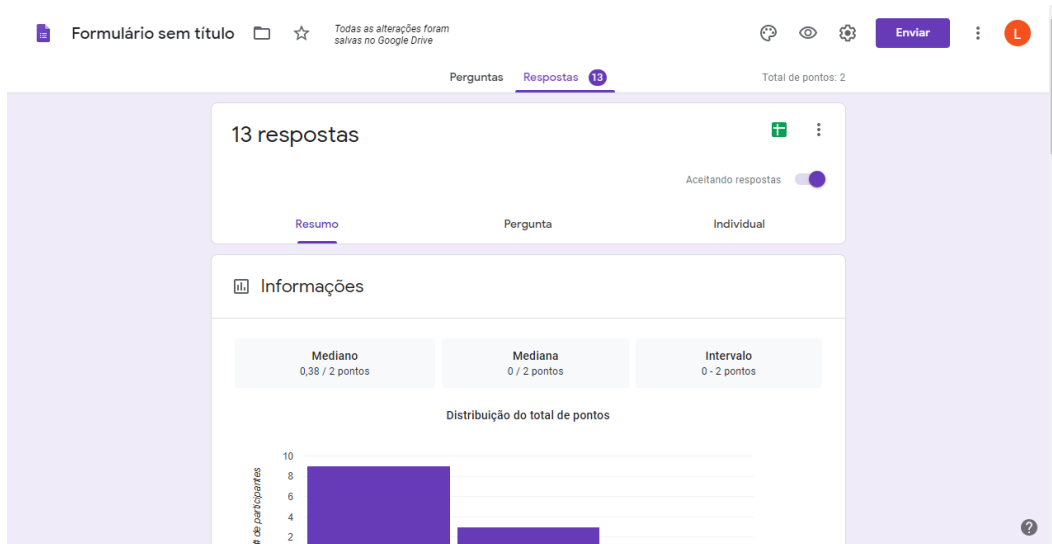 Formulário sem título
Todas as alterações foram
salvas no Google Drive
Enviar
L
Perguntas Respostas 13 Total de pontos: 2
13 respostas
Aceitando respostas
Resumo Pergunta Individual
Informações
Mediano Mediana Intervalo
0,38 / 2 pontos 0 / 2 pontos 0 - 2 pontos
Distribuição do total de pontos
# de participantes
10
8
6
4
2